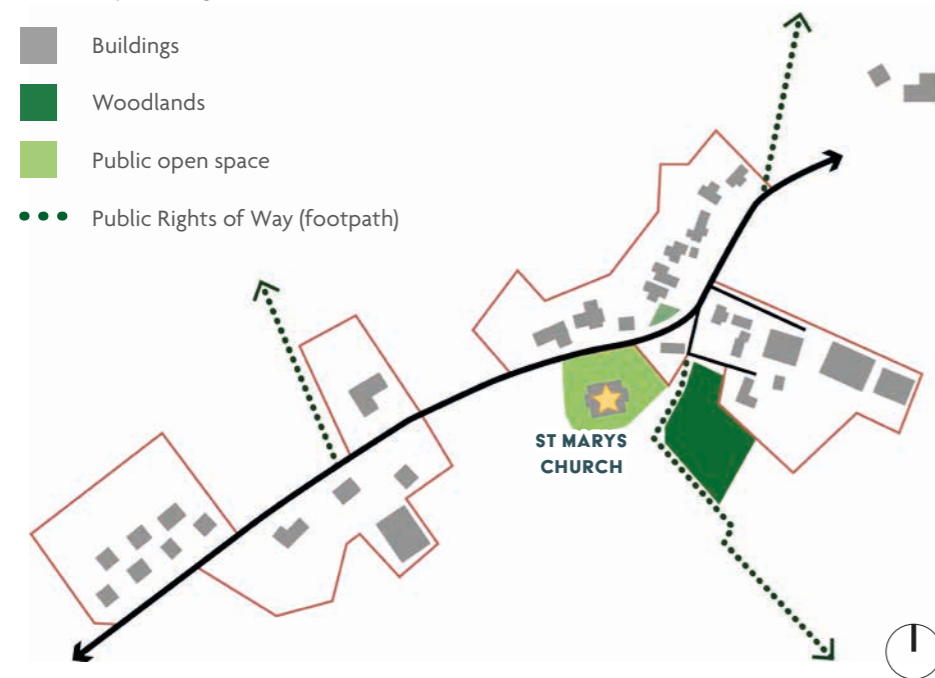 Buildings
Woodlands
Public open space
Public Rights of Way (footpath)
ST MARYS
CHURCH